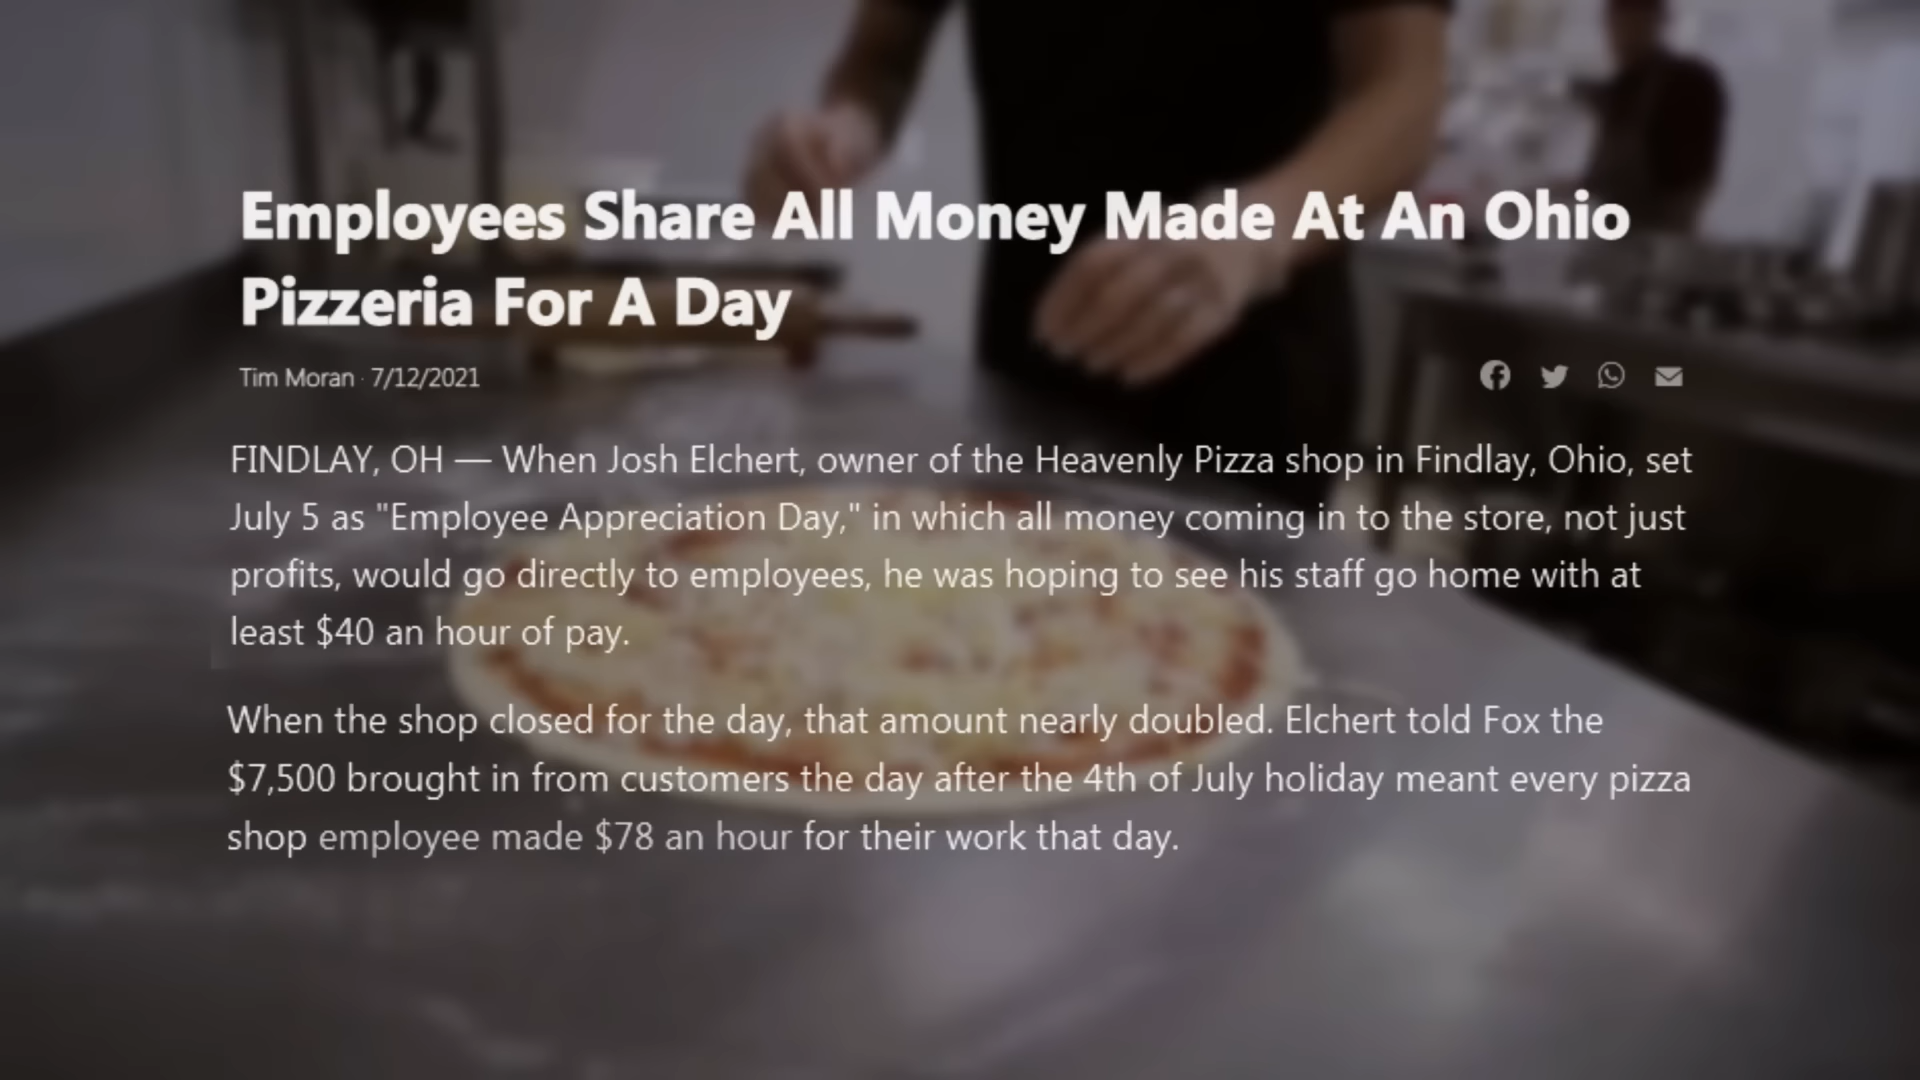 Employees Share All Money Made At An Ohio
Pizzeria For A Day
Tim Moran · 7/12/2021
FINDLAY, OH — When Josh Elchert, owner of the Heavenly Pizza shop in Findlay, Ohio, set
July 5 as "Employee Appreciation Day," in which all money coming in to the store, not just
profits, would go directly to employees, he was hoping to see his staff go home with at
least $40 an hour of pay.
When the shop closed for the day, that amount nearly doubled. Elchert told Fox the
$7,500 brought in from customers the day after the 4th of July holiday meant every pizza
shop employee made $78 an hour for their work that day.